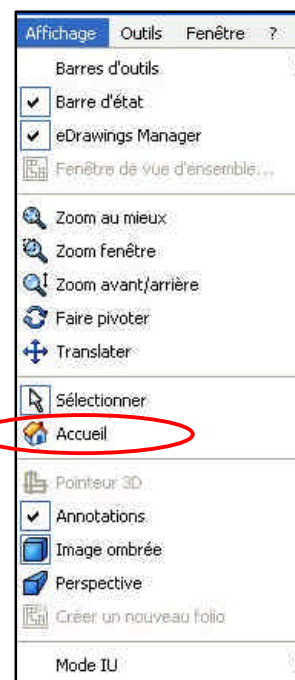 Affichage Outils Fenêtre ?
Barres d'outils
Barre d'état
eDrawings Manager
Fenêtre de vue d'ensemble...
Zoom au mieux
Zoom fenêtre
Zoom avant/arrière
Faire pivoter
Translater
Sélectionner
Accueil
Pointeur 3D
Annotations
Image ombrée
Perspective
Créer un nouveau folio
Mode IU